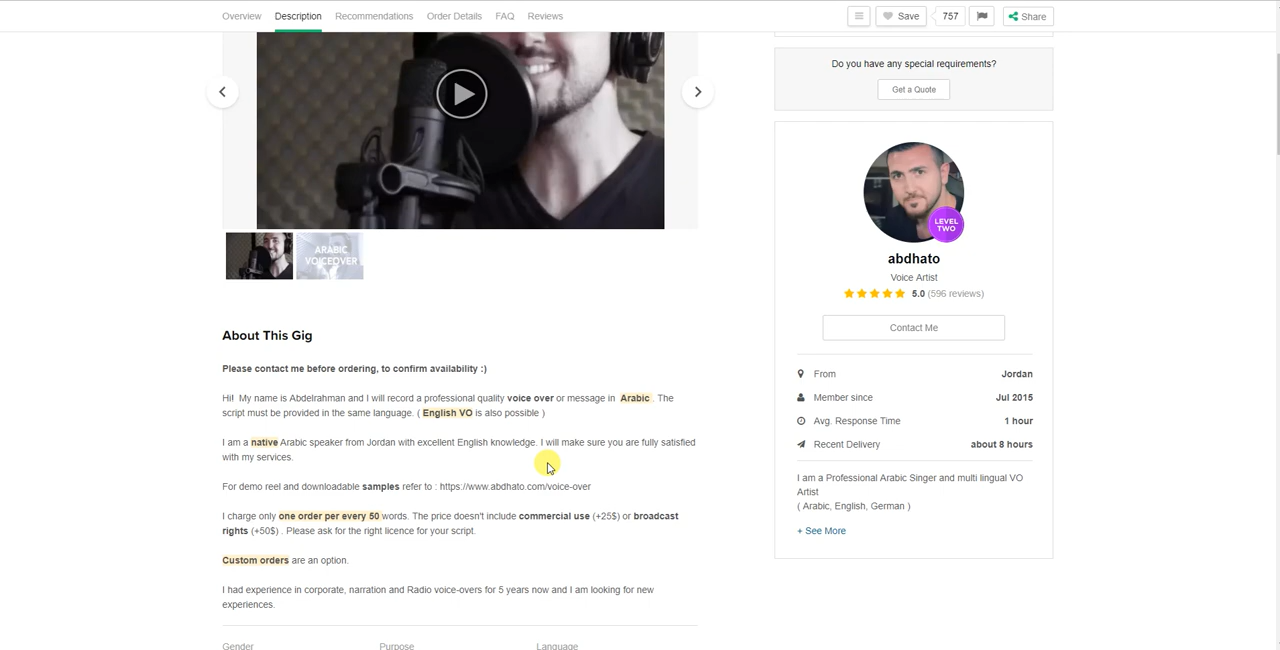 Overview Description Recommendations Order Details FAQ Reviews
Save 757 Share
Do you have any special requirements?
Get a Quote
LEVEL
TWO
abdhato
Voice Artist
5.0 (596 reviews)
Contact Me
From Jordan
Member since Jul 2015
Avg. Response Time 1 hour
Recent Delivery about 8 hours
I am a Professional Arabic Singer and multi lingual VO
Artist
( Arabic, English, German )
+ See More
ARABIC
VOICEOVER
About This Gig
Please contact me before ordering, to confirm availability :)
Hi! My name is Abdelrahman and I will record a professional quality voice over or message in Arabic . The
script must be provided in the same language. ( English VO is also possible )
I am a native Arabic speaker from Jordan with excellent English knowledge. I will make sure you are fully satisfied
with my services.
For demo reel and downloadable samples refer to : https://www.abdhato.com/voice-over
I charge only one order per every 50 words. The price doesn't include commercial use (+25$) or broadcast
rights (+50$) . Please ask for the right licence for your script.
Custom orders are an option.
I had experience in corporate, narration and Radio voice-overs for 5 years now and I am looking for new
experiences.
Gender Purpose Language